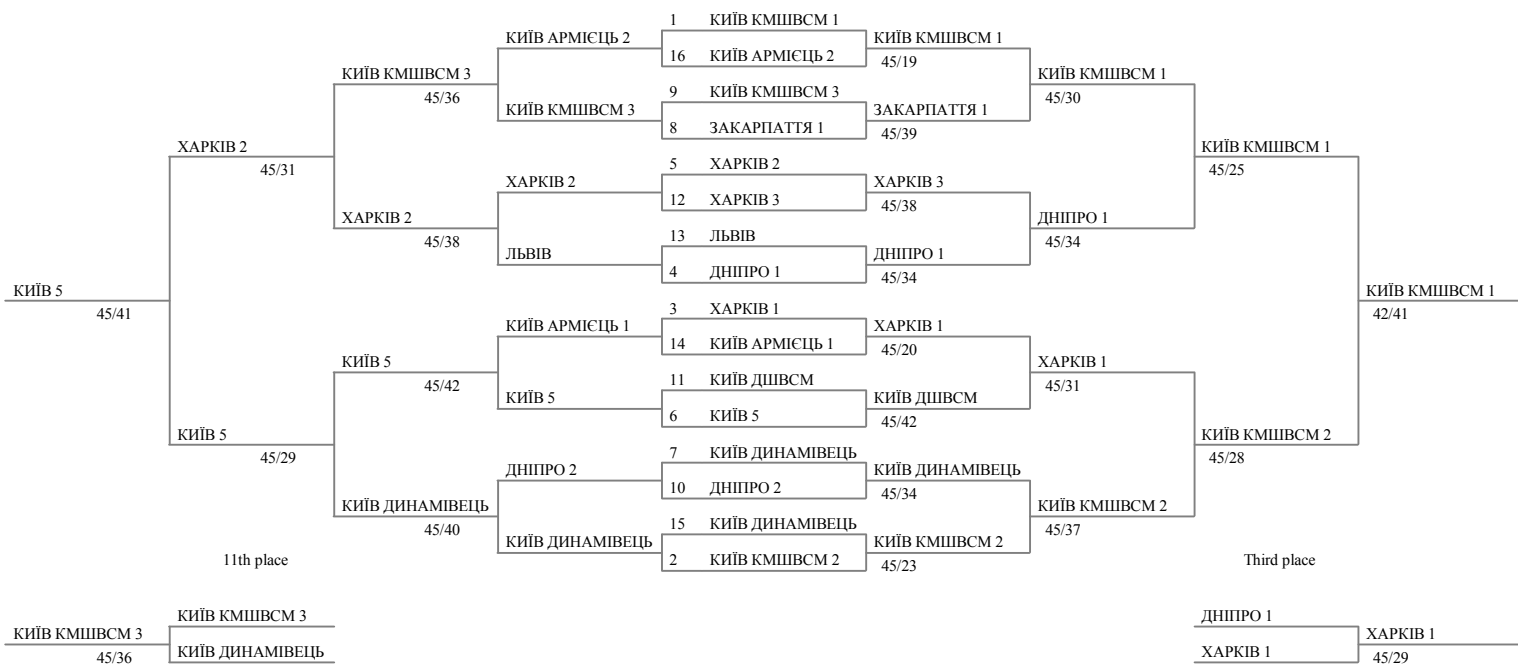 1 КИЇВ КМШВСМ 1
КИЇВ АРМІЄЦЬ 2
КИЇВ КМШВСМ 1
16 КИЇВ АРМІЄЦЬ 2
45/19
КИЇВ КМШВСМ 3
КИЇВ КМШВСМ 1
45/36
45/30
9 КИЇВ КМШВСМ 3
КИЇВ КМШВСМ 3
ЗАКАРПАТТЯ 1
8 ЗАКАРПАТТЯ 1
45/39
ХАРКІВ 2
КИЇВ КМШВСМ 1
45/31
45/25
5 ХАРКІВ 2
ХАРКІВ 2
ХАРКІВ 3
12 ХАРКІВ 3
45/38
ХАРКІВ 2
ДНІПРО 1
45/38
45/34
13 ЛЬВІВ
ЛЬВІВ
ДНІПРО 1
4 ДНІПРО 1
45/34
КИЇВ 5
КИЇВ КМШВСМ 1
45/41
42/41
3 ХАРКІВ 1
КИЇВ АРМІЄЦЬ 1
ХАРКІВ 1
14 КИЇВ АРМІЄЦЬ 1
45/20
КИЇВ 5
ХАРКІВ 1
45/42
45/31
11 КИЇВ ДШВСМ
КИЇВ 5
КИЇВ ДШВСМ
6 КИЇВ 5
45/42
КИЇВ 5
КИЇВ КМШВСМ 2
45/29
45/28
7 КИЇВ ДИНАМІВЕЦЬ
ДНІПРО 2
КИЇВ ДИНАМІВЕЦЬ
10 ДНІПРО 2
45/34
КИЇВ ДИНАМІВЕЦЬ
КИЇВ КМШВСМ 2
45/40
45/37
15 КИЇВ ДИНАМІВЕЦЬ
КИЇВ ДИНАМІВЕЦЬ
КИЇВ КМШВСМ 2
2 КИЇВ КМШВСМ 2
45/23
11th place
Third place
КИЇВ КМШВСМ 3
ДНІПРО 1
КИЇВ КМШВСМ 3
ХАРКІВ 1
КИЇВ ДИНАМІВЕЦЬ
ХАРКІВ 1
45/36
45/29